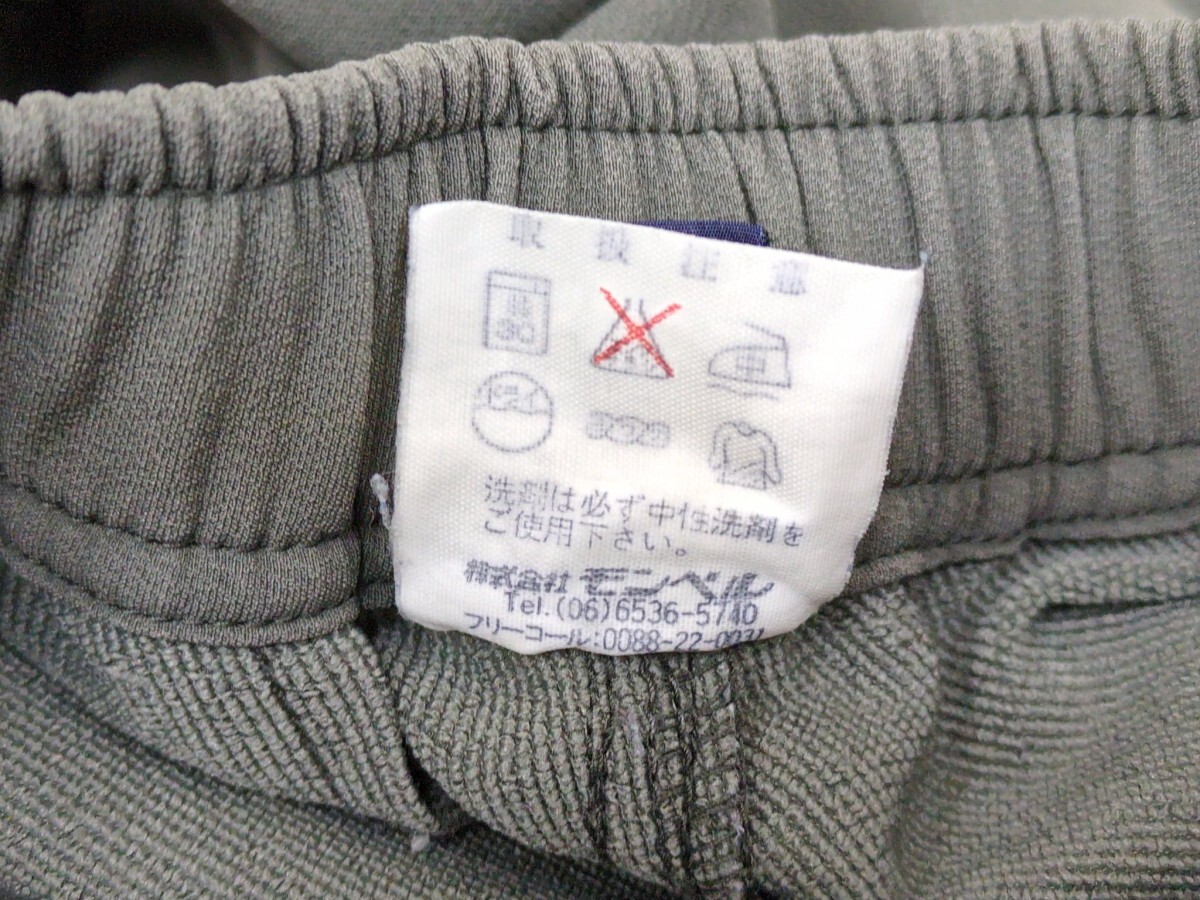 取扱注意
30
中
洗剤は必ず中性洗剤を
ご使用下さい。
株式会社 モンベル
Tel.(06)6536-5740
フリーコール:0088-22-0031